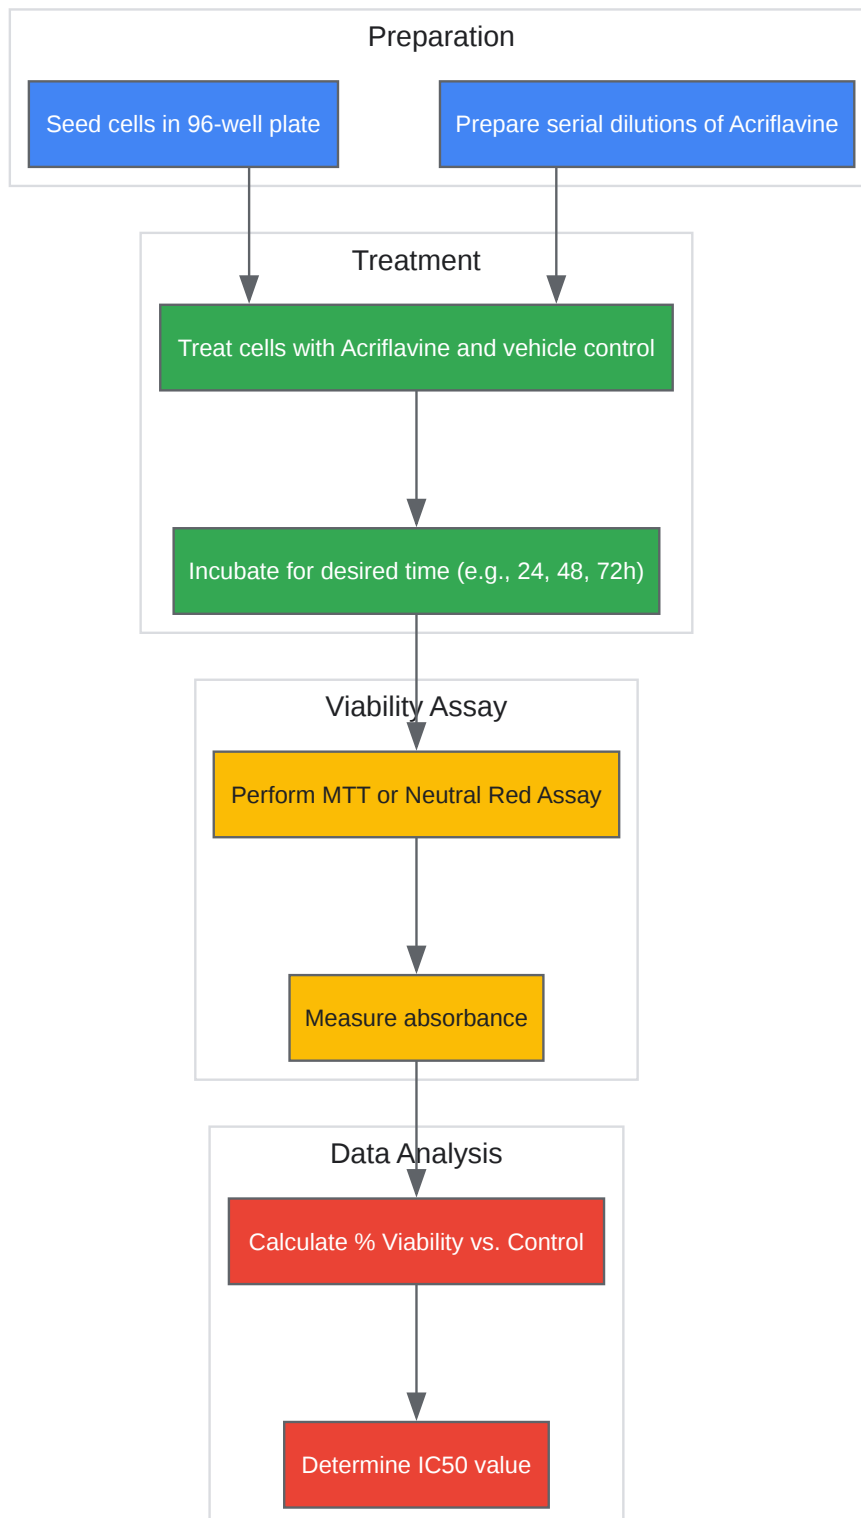 Preparation
Seed cells in 96-well plate
Prepare serial dilutions of Acriflavine
Treatment
Treat cells with Acriflavine and vehicle control
Incubate for desired time (e.g., 24, 48, 72h)
Viability Assay
Perform MTT or Neutral Red Assay
Measure absorbance
Data Analysis
Calculate % Viability vs. Control
Determine IC50 value